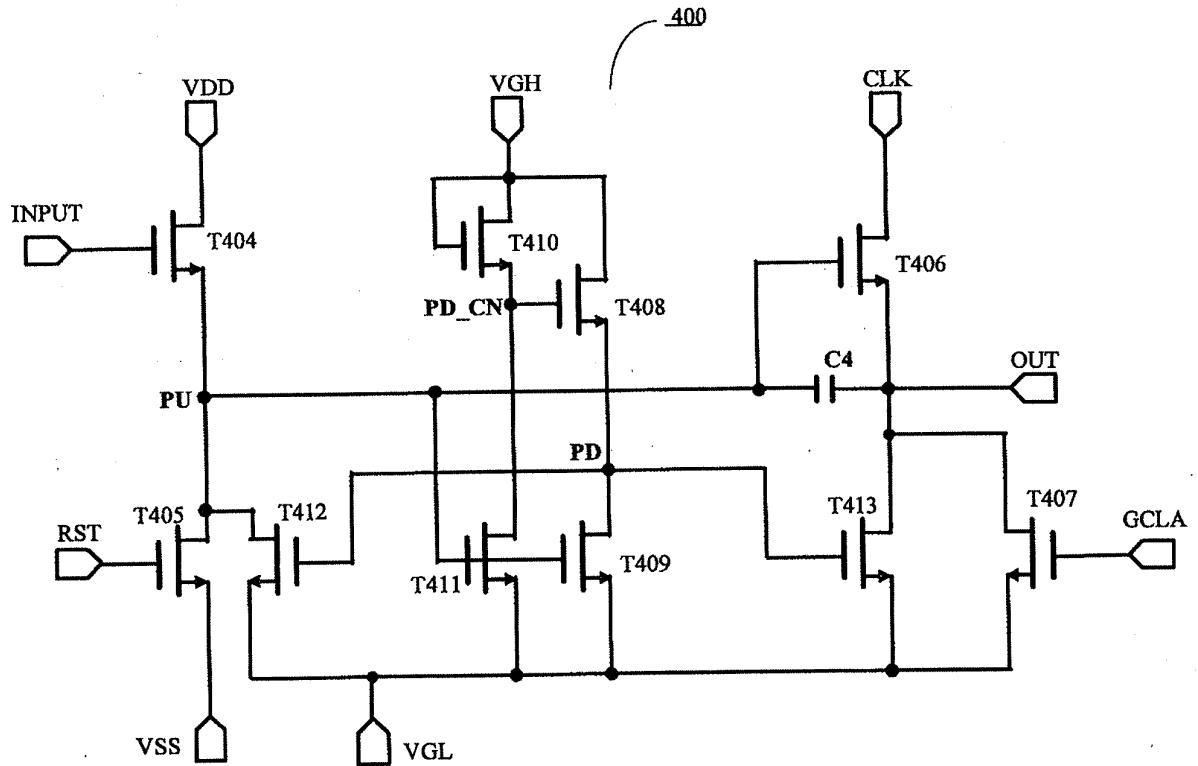 400
VDD
VGH
CLK
INPUT
T404
T410
T406
PD_CN
T408
C4
OUT
PU
PD
T405
T412
T413
T407
RST
GCLA
T411
T409
VSS
VGL